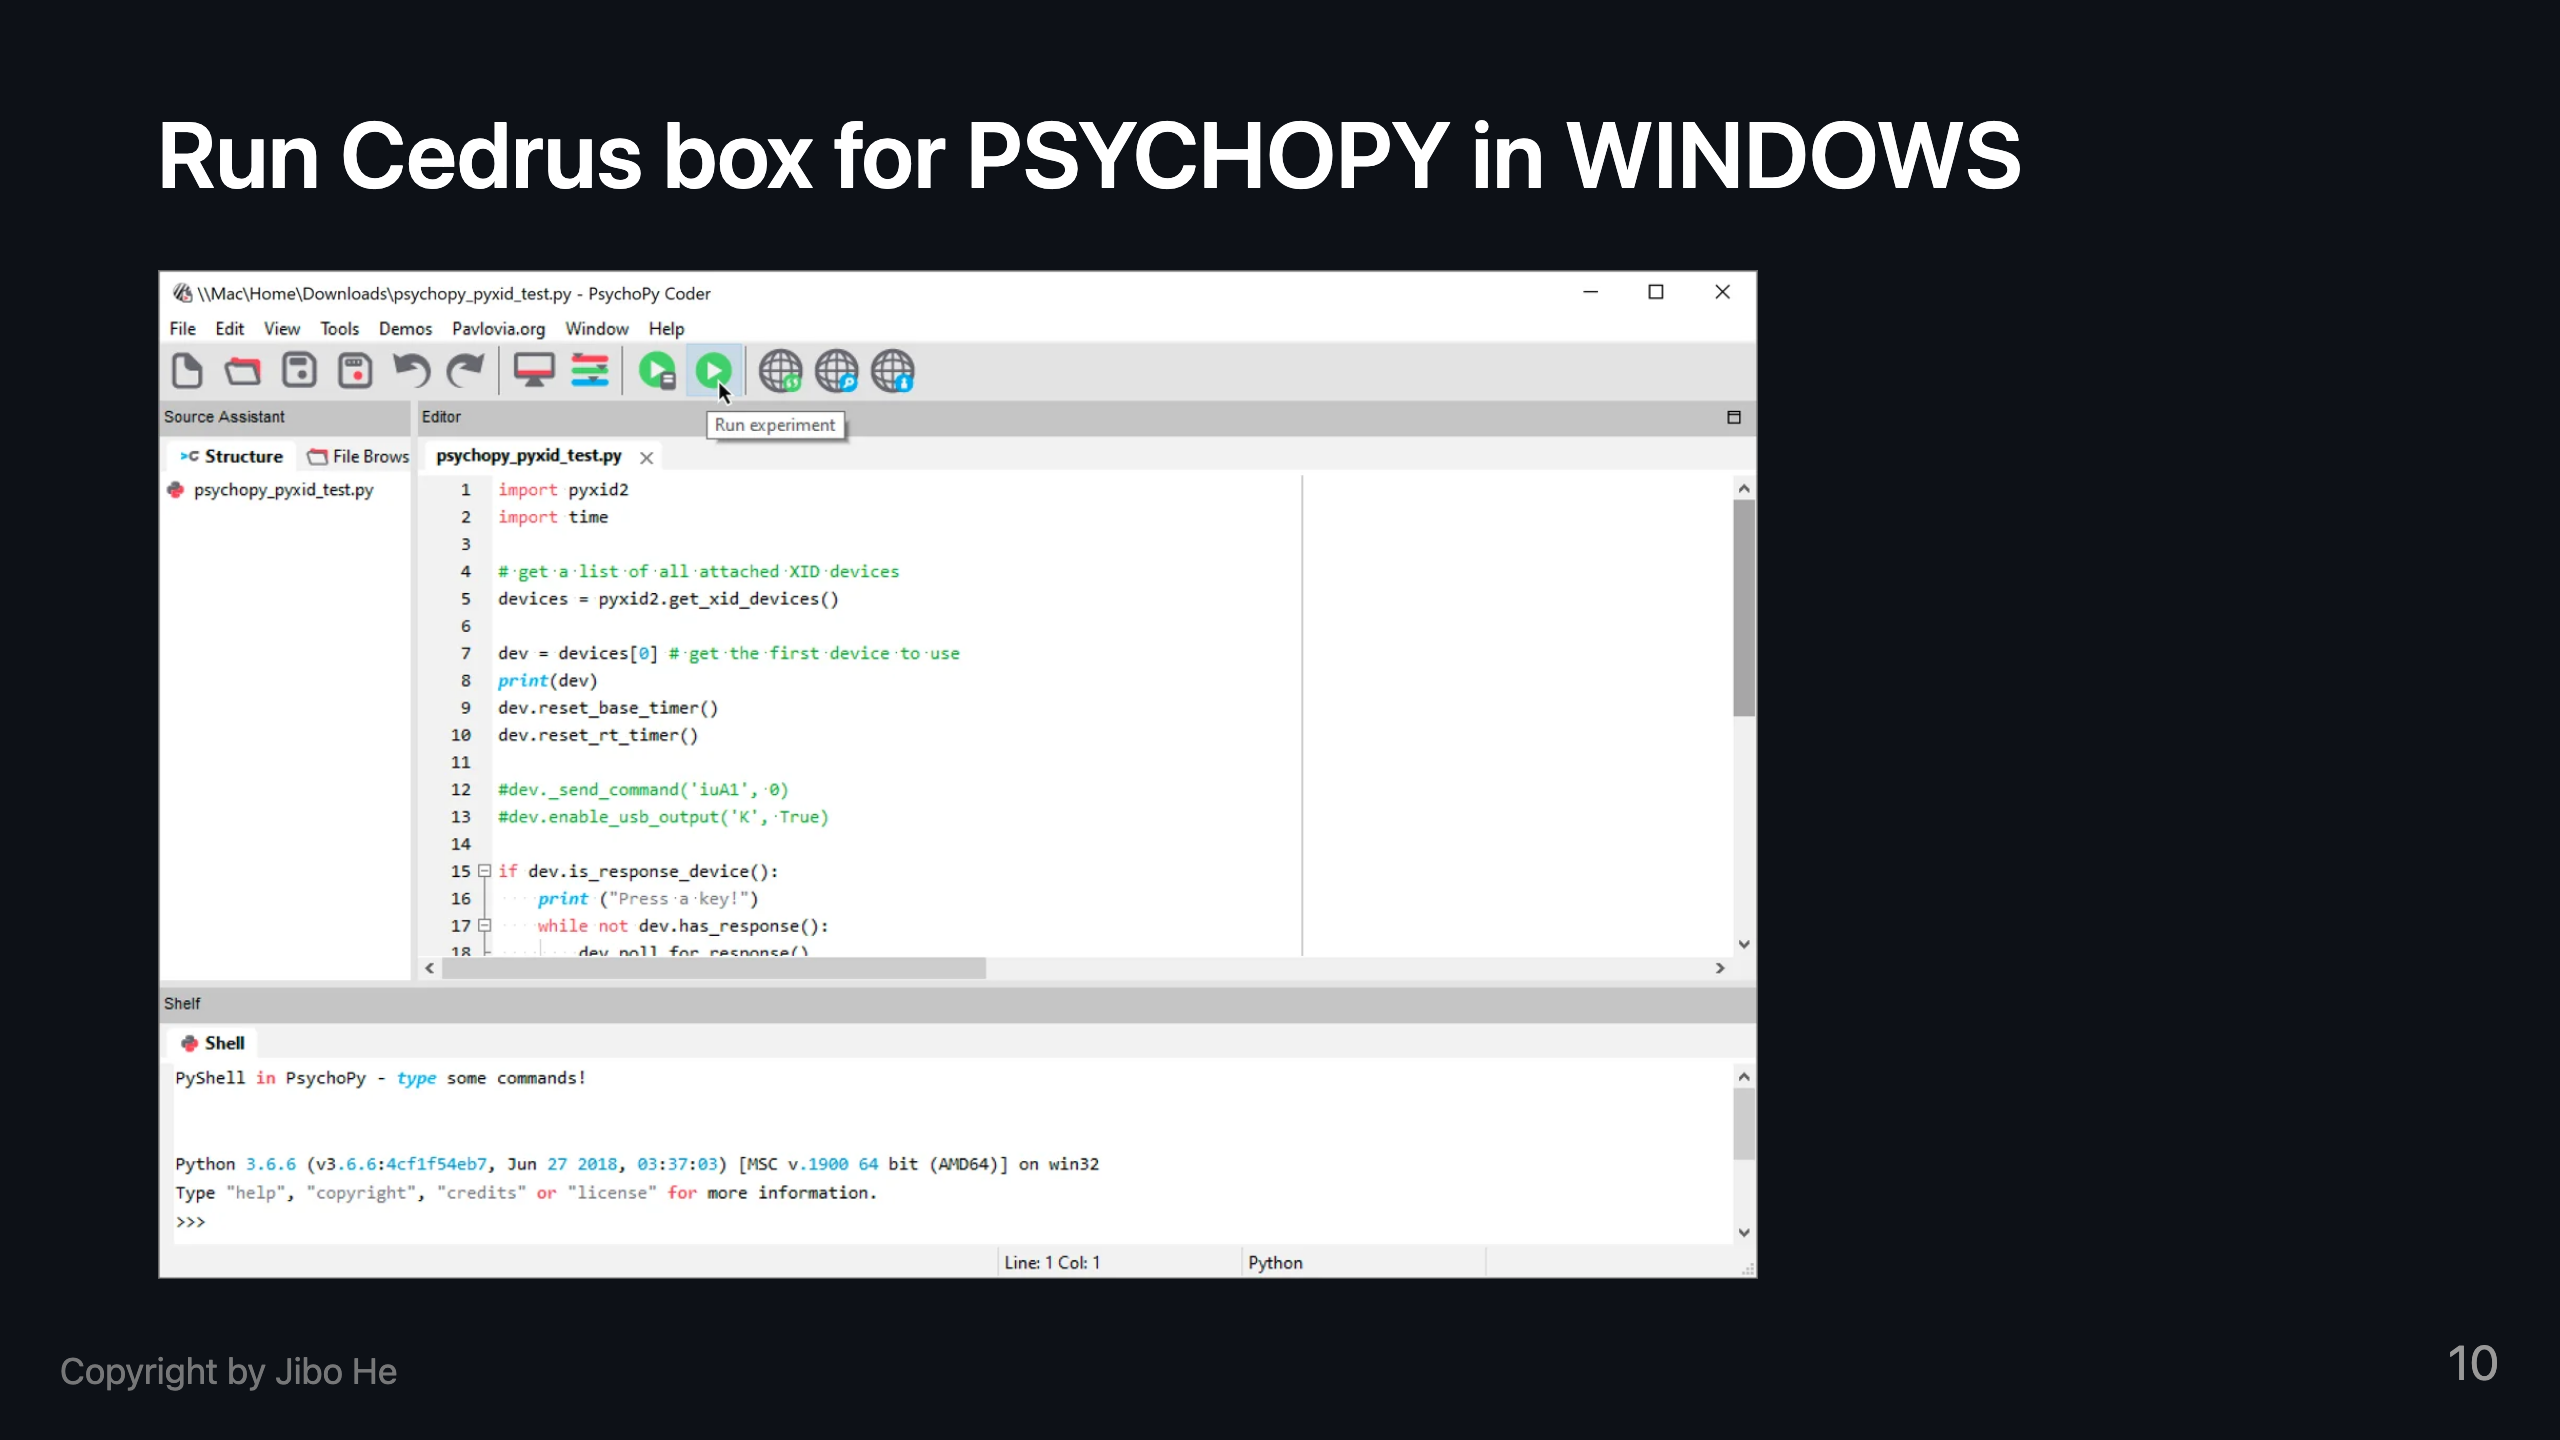 Run Cedrus box for PSYCHOPY in WINDOWS
\\Mac\Home\Downloads\psychopy_pyxid_test.py - PsychoPy Coder
File Edit View Tools Demos Pavlovia.org Window Help
Source Assistant
Editor
Run experiment
Structure File Brows
psychopy_pyxid_test.py
psychopy_pyxid_test.py
1 import pyxid2
2 import time
3
4 # get a list of all attached XID devices
5 devices = pyxid2.get_xid_devices()
6
7 dev = devices[0] # get the first device to use
8 print(dev)
9 dev.reset_base_timer()
10 dev.reset_rt_timer()
11
12 #dev._send_command('iuA1', 0)
13 #dev.enable_usb_output('K', True)
14
15 if dev.is_response_device():
16 print ("Press a key!")
17 while not dev.has_response():
18 dev.poll_for_response()
Shelf
Shell
PyShell in PsychoPy - type some commands!
Python 3.6.6 (v3.6.6:4cf1f54eb7, Jun 27 2018, 03:37:03) [MSC v.1900 64 bit (AMD64)] on win32
Type "help", "copyright", "credits" or "license" for more information.
>>>
Line: 1 Col: 1 Python
Copyright by Jibo He
10